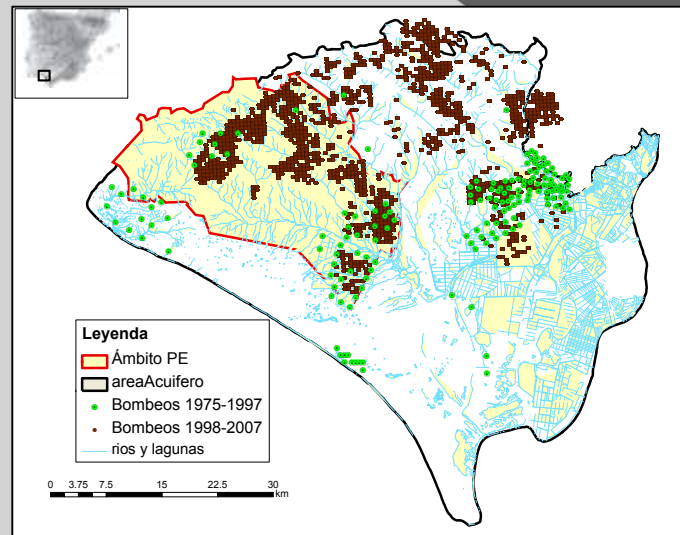 Leyenda
Ámbito PE
areaAcuifero
Bombeos 1975-1997
Bombeos 1998-2007
rios y lagunas
0 3.75 7.5 15 22.5 30
km